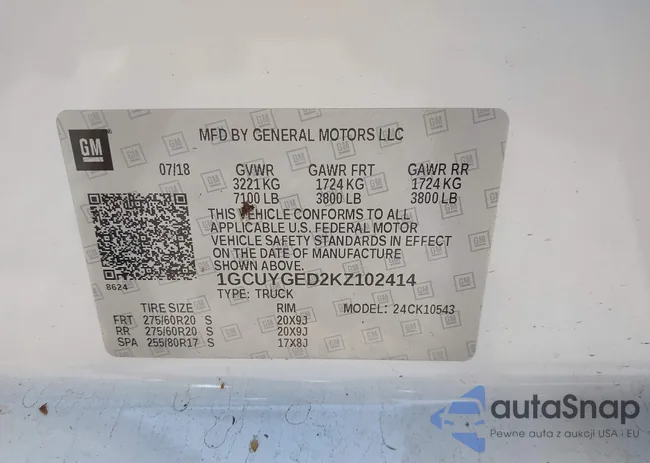 GM
MFD BY GENERAL MOTORS LLC
07/18 GVWR GAWR FRT GAWR RR
3221 KG 1724 KG 1724 KG
7100 LB 3800 LB 3800 LB
THIS VEHICLE CONFORMS TO ALL
APPLICABLE U.S. FEDERAL MOTOR
VEHICLE SAFETY STANDARDS IN EFFECT
ON THE DATE OF MANUFACTURE
SHOWN ABOVE.
8624
1GCUYGED2KZ102414
TYPE: TRUCK
TIRE SIZE RIM MODEL: 24CK10543
FRT 275/60R20 S 20X9J
RR 275/60R20 S 20X9J
SPA 255/80R17 S 17X8J
autaSnap
Pewne auta z aukcji USA i EU